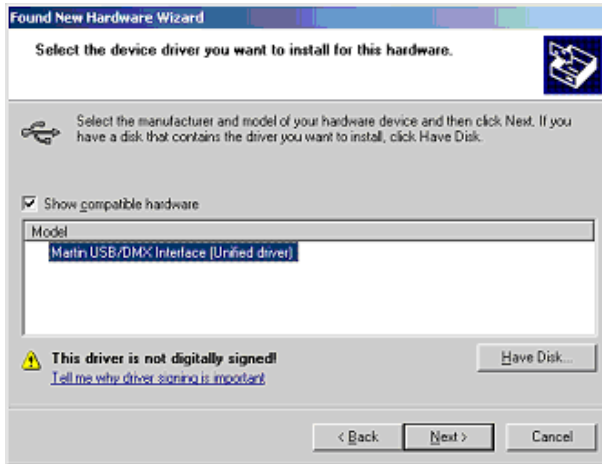 Found New Hardware Wizard
Select the device driver you want to install for this hardware.
Select the manufacturer and model of your hardware device and then click Next. If you
have a disk that contains the driver you want to install, click Have Disk.
Show compatible hardware
Model
Martin USB/DMX Interface (Unified driver)
This driver is not digitally signed!
Have Disk...
Tell me why driver signing is important
< Back
Next >
Cancel